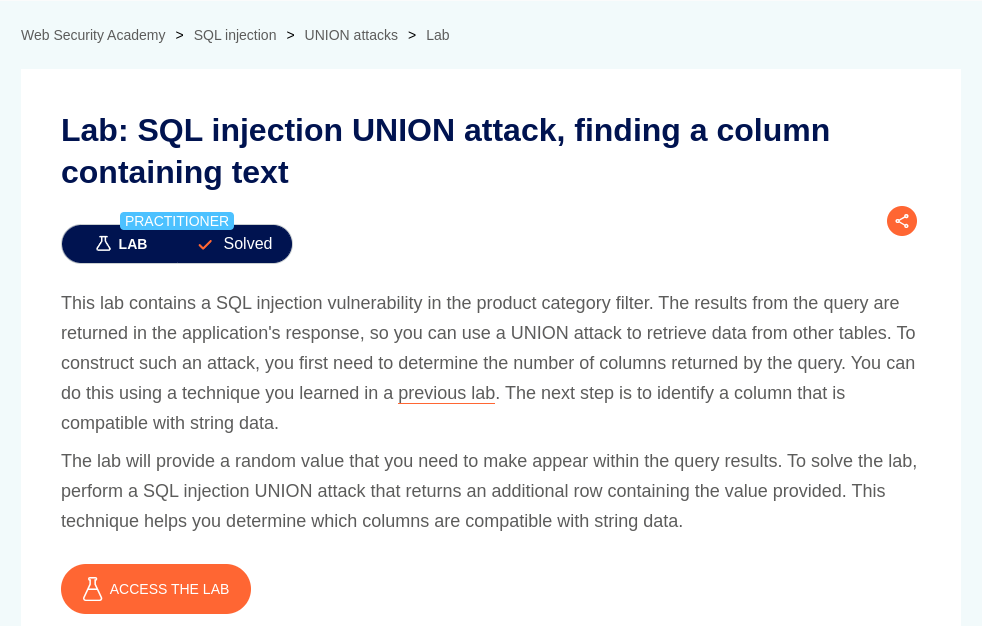 Web Security Academy > SQL injection > UNION attacks > Lab
Lab: SQL injection UNION attack, finding a column
containing text
PRACTITIONER
LAB Solved
This lab contains a SQL injection vulnerability in the product category filter. The results from the query are
returned in the application's response, so you can use a UNION attack to retrieve data from other tables. To
construct such an attack, you first need to determine the number of columns returned by the query. You can
do this using a technique you learned in a previous lab. The next step is to identify a column that is
compatible with string data.
The lab will provide a random value that you need to make appear within the query results. To solve the lab,
perform a SQL injection UNION attack that returns an additional row containing the value provided. This
technique helps you determine which columns are compatible with string data.
ACCESS THE LAB